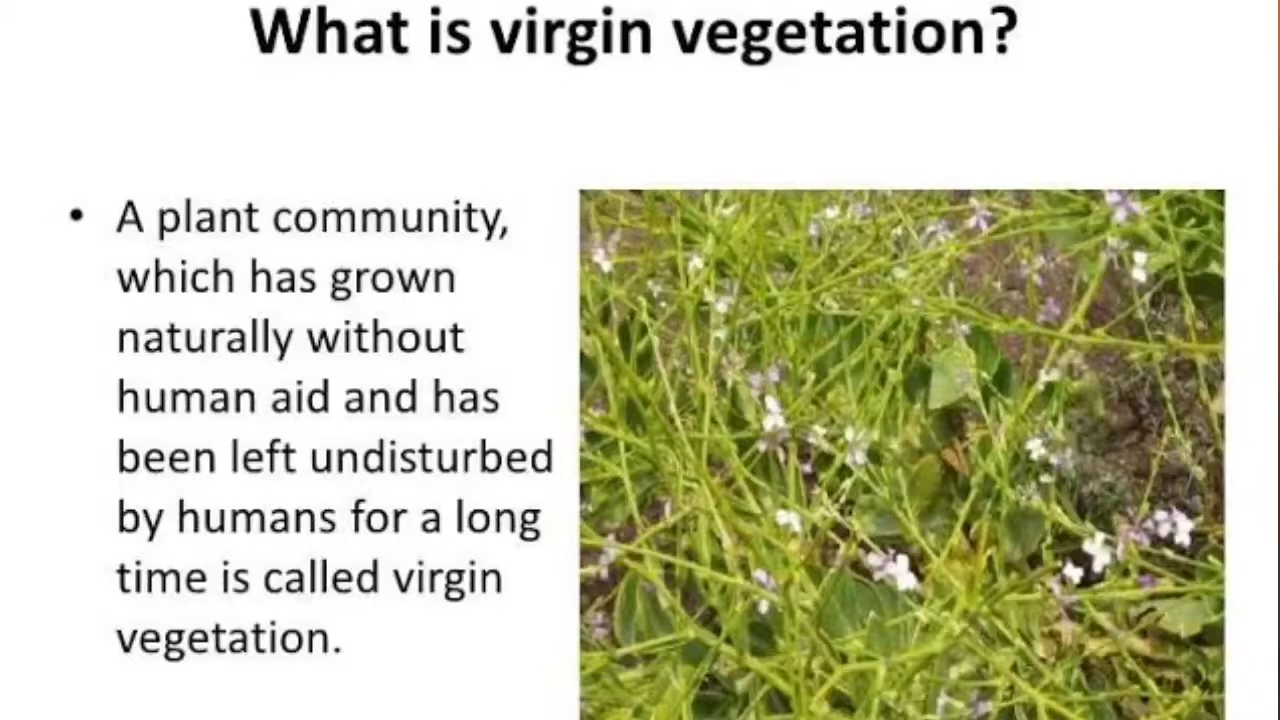 What is virgin vegetation?
• A plant community,
which has grown
naturally without
human aid and has
been left undisturbed
by humans for a long
time is called virgin
vegetation.